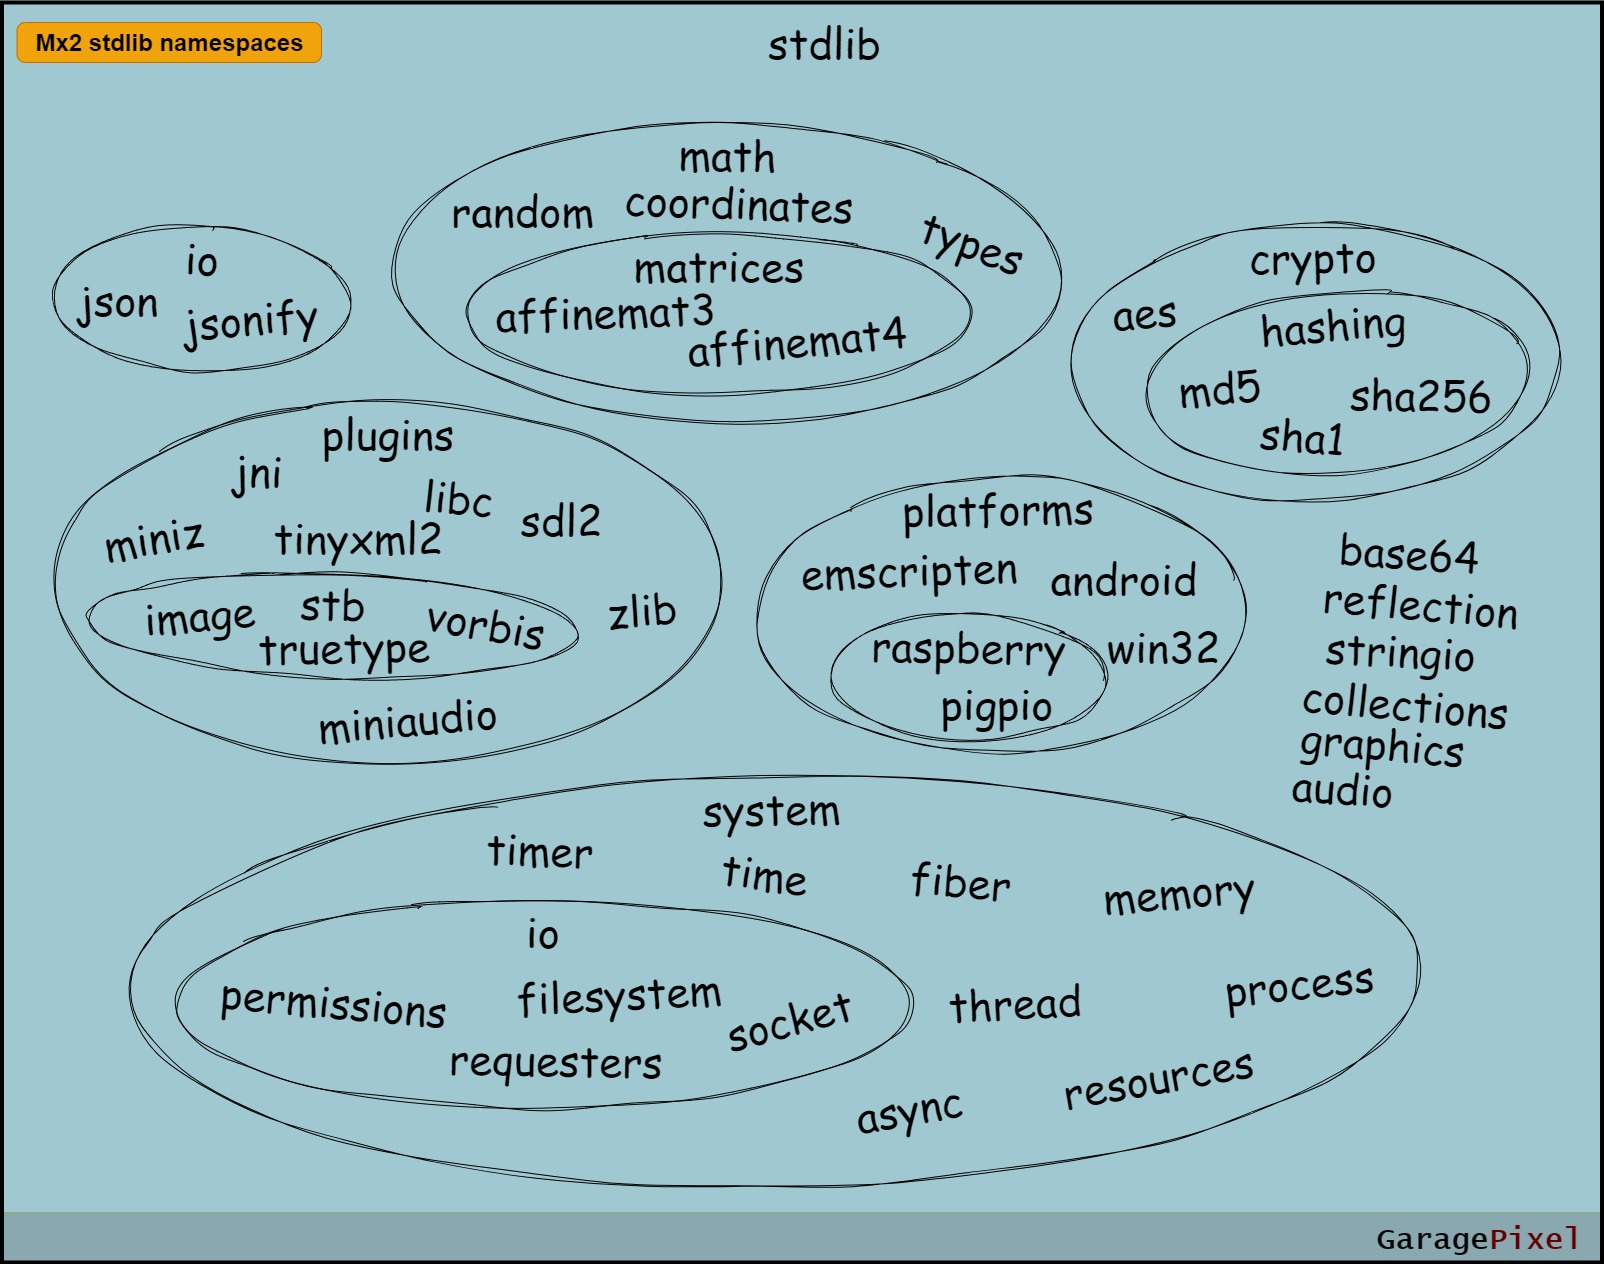 Mx2 stdlib namespaces
stdlib
math
random
coordinates
types
matrices
affinemat3
affinemat4
io
json
jsonify
crypto
aes
hashing
md5
sha256
sha1
plugins
jni
libc
sdl2
miniz
tinyxml2
image
stb
vorbis
truetype
zlib
miniaudio
platforms
emscripten
android
raspberry
win32
pigpio
base64
reflection
stringio
collections
graphics
audio
system
timer
time
fiber
memory
io
permissions
filesystem
socket
requesters
thread
process
async
resources
GaragePixel